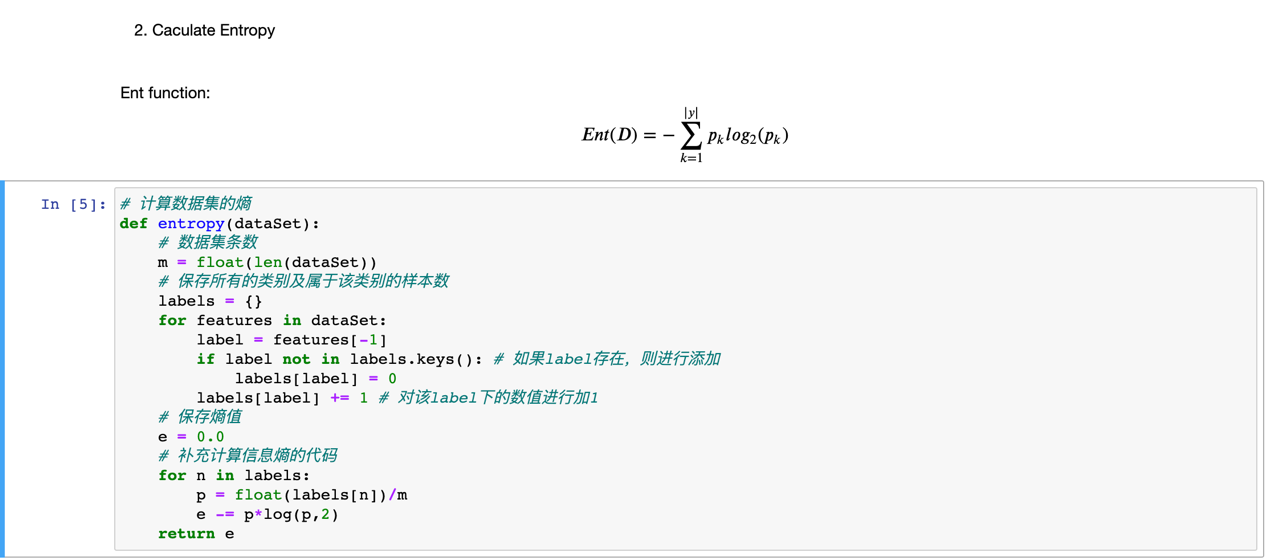 2. Caculate Entropy
Ent function:
Ent(D) = − ∑_{k=1}^{|y|} p_k log_2(p_k)
In [5]:
# 计算数据集的熵
def entropy(dataSet):
    # 数据集条数
    m = float(len(dataSet))
    # 保存所有的类别及属于该类别的样本数
    labels = {}
    for features in dataSet:
        label = features[-1]
        if label not in labels.keys(): # 如果label存在，则进行添加
            labels[label] = 0
        labels[label] += 1 # 对该label下的数值进行加1
    # 保存熵值
    e = 0.0
    # 补充计算信息熵的代码
    for n in labels:
        p = float(labels[n])/m
        e -= p*log(p,2)
    return e